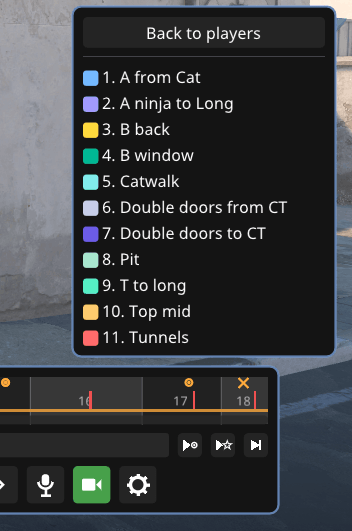 Back to players
1. A from Cat
2. A ninja to Long
3. B back
4. B window
5. Catwalk
6. Double doors from CT
7. Double doors to CT
8. Pit
9. T to long
10. Top mid
11. Tunnels
16 17 18